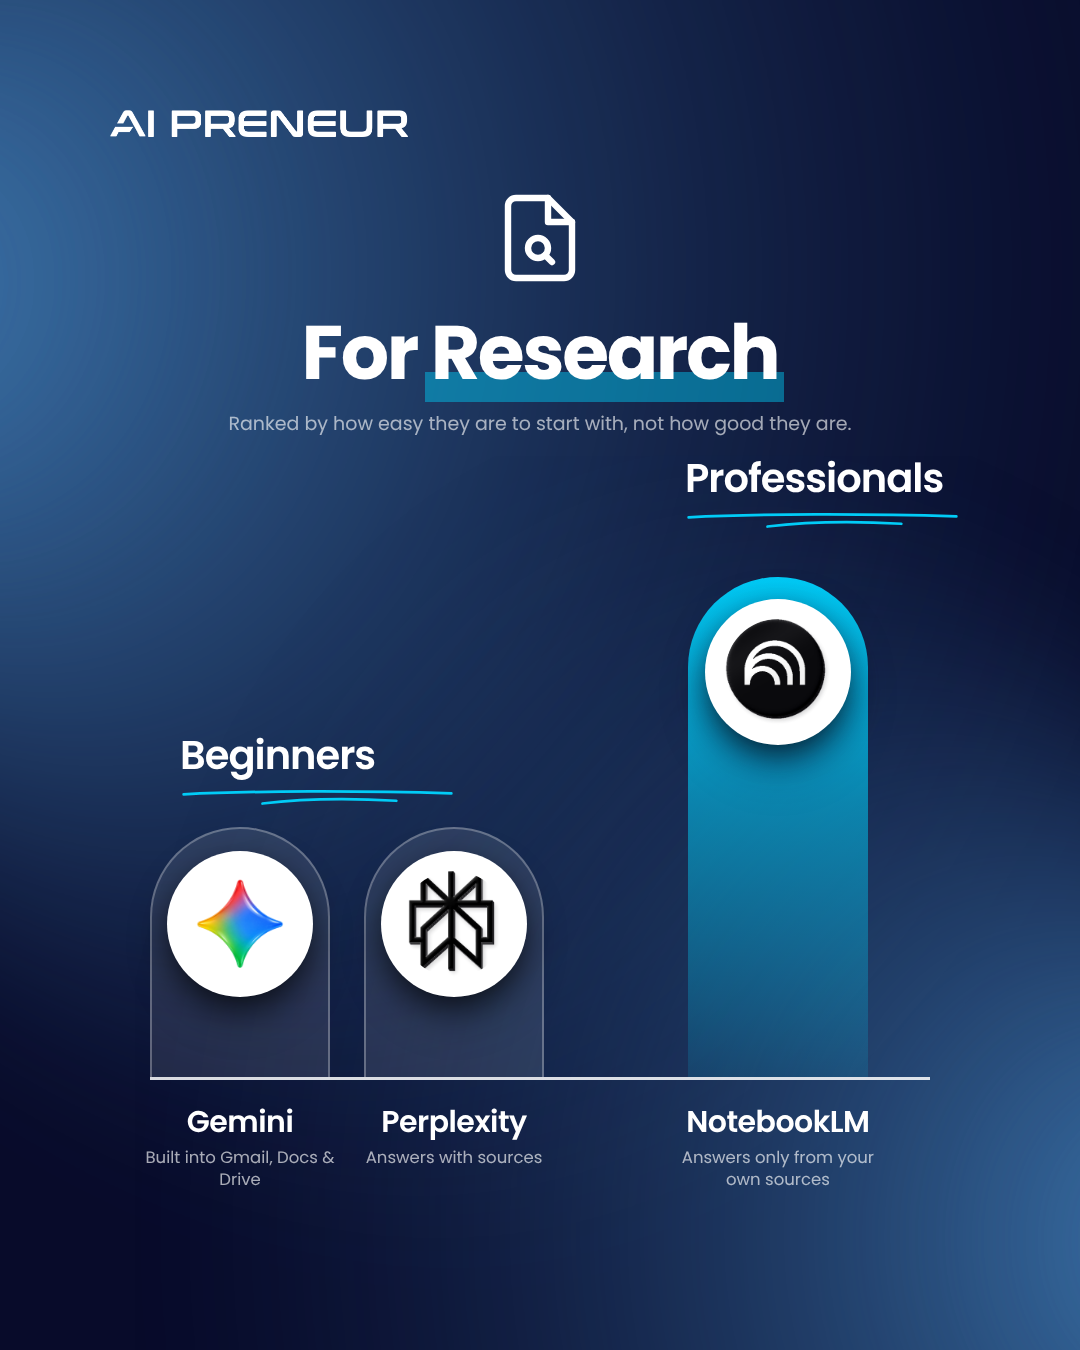 AI PRENEUR
For Research
Ranked by how easy they are to start with, not how good they are.
Professionals
Beginners
Gemini
Built into Gmail, Docs &
Drive
Perplexity
Answers with sources
NotebookLM
Answers only from your
own sources